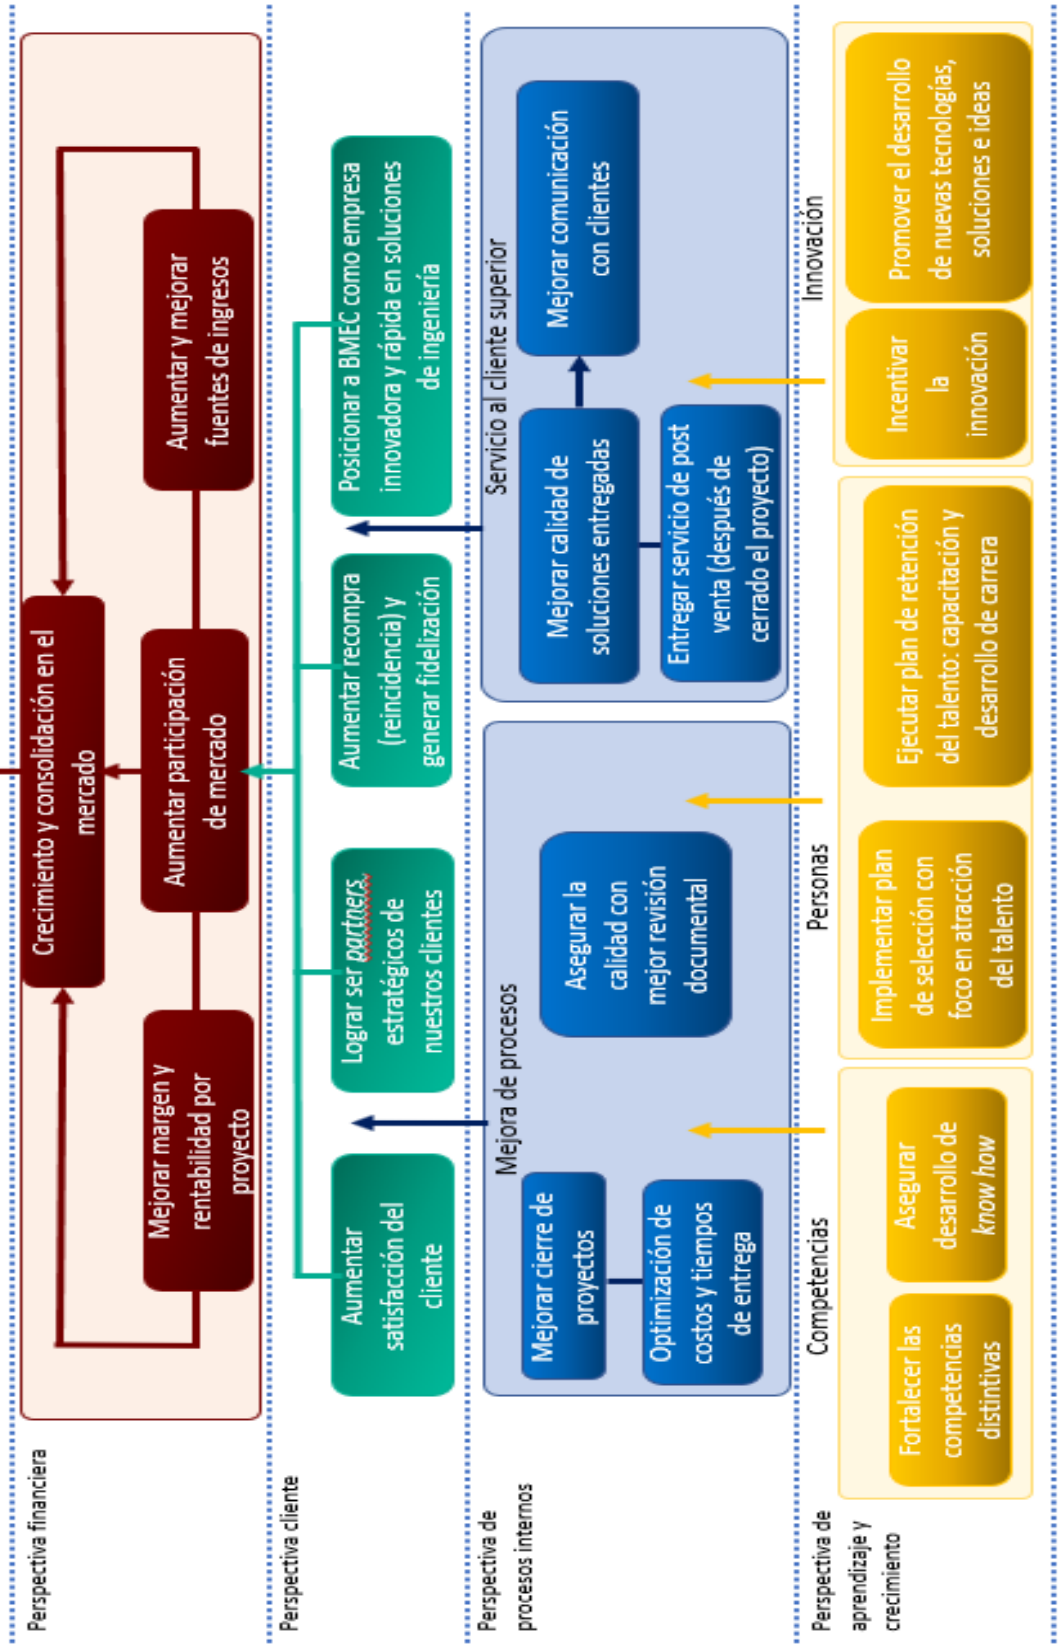 Perspectiva financiera
Crecimiento y consolidación en el
mercado
Mejorar margen y
rentabilidad por
proyecto
Aumentar participación
de mercado
Aumentar y mejorar
fuentes de ingresos
Perspectiva cliente
Aumentar
satisfacción del
cliente
Lograr ser partners
estratégicos de
nuestros clientes
Aumentar recompra
(reincidencia) y
generar fidelización
Posicionar a BMEC como empresa
innovadora y rápida en soluciones
de ingeniería
Perspectiva de
procesos internos
Mejora de procesos
Mejorar cierre de
proyectos
Optimización de
costos y tiempos
de entrega
Asegurar la
calidad con
mejor revisión
documental
Servicio al cliente superior
Mejorar calidad de
soluciones entregadas
Mejorar comunicación
con clientes
Entregar servicio de post
venta (después de
cerrado el proyecto)
Perspectiva de
aprendizaje y
crecimiento
Competencias
Fortalecer las
competencias
distintivas
Asegurar
desarrollo de
know how
Personas
Implementar plan
de selección con
foco en atracción
del talento
Ejecutar plan de retención
del talento: capacitación y
desarrollo de carrera
Innovación
Incentivar
la
innovación
Promover el desarrollo
de nuevas tecnologías,
soluciones e ideas